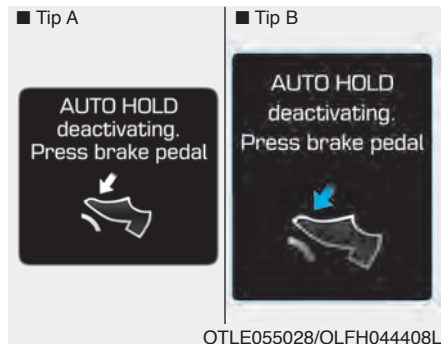 ■ Tip A
AUTO HOLD
deactivating.
Press brake pedal
■ Tip B
AUTO HOLD
deactivating.
Press brake pedal
OTLE055028/OLFH044408L